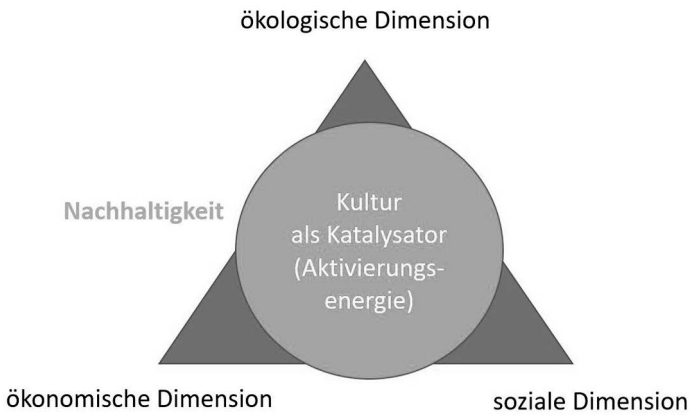 ökologische Dimension
Nachhaltigkeit
Kultur
als Katalysator
(Aktivierungs-
energie)
ökonomische Dimension
soziale Dimension